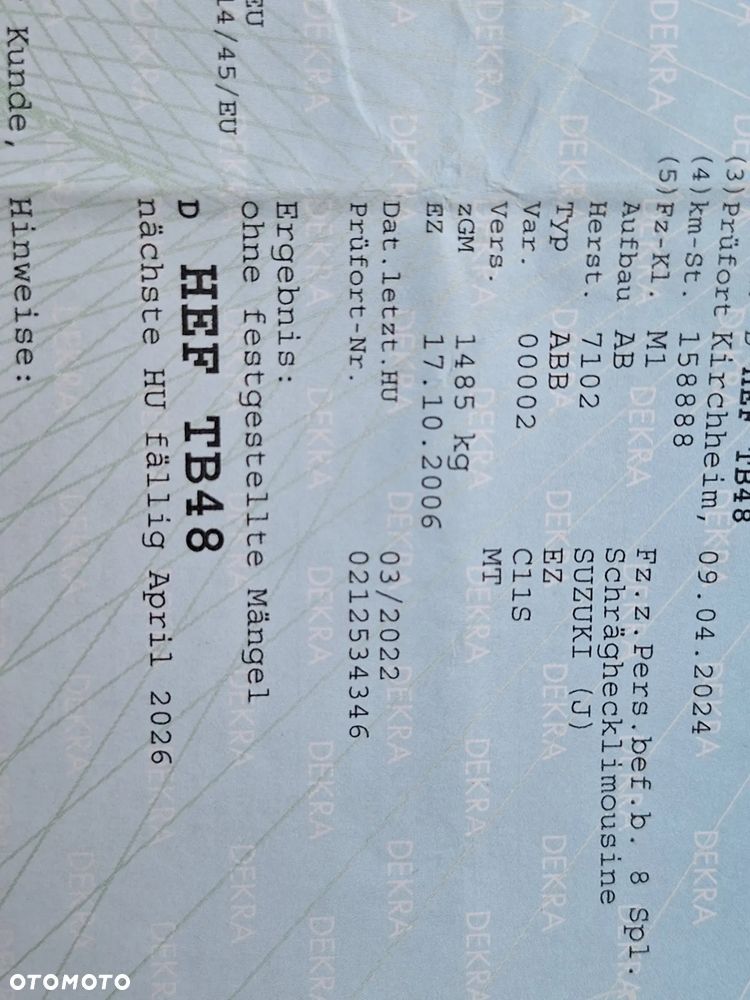 D HEF TB48
(3)Prüfort Kirchheim, 09.04.2024
(4)km-St. 158888
(5)Fz-Kl. M1 Fz.z.Pers.bef.b. 8 Spl.
Aufbau AB Schräghecklimousine
Herst. 7102 SUZUKI (J)
Typ ABB EZ
Var. 00002 C11S
Vers. MT
zGM 1485 kg
EZ 17.10.2006
Dat.letzt.HU 03/2022
Prüfort-Nr. 0212534346
EU
14/45/EU
Ergebnis:
ohne festgestellte Mängel
D HEF TB48
nächste HU fällig April 2026
Kunde,
Hinweise:
DEKRA
OTOMOTO